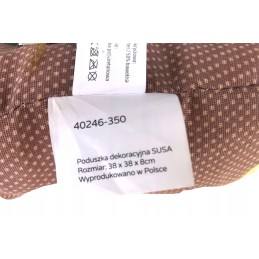 40246-350
Poduszka dekoracyjna SUSA
Rozmiar: 38 x 38 x 8cm
Wyprodukowano w Polsce